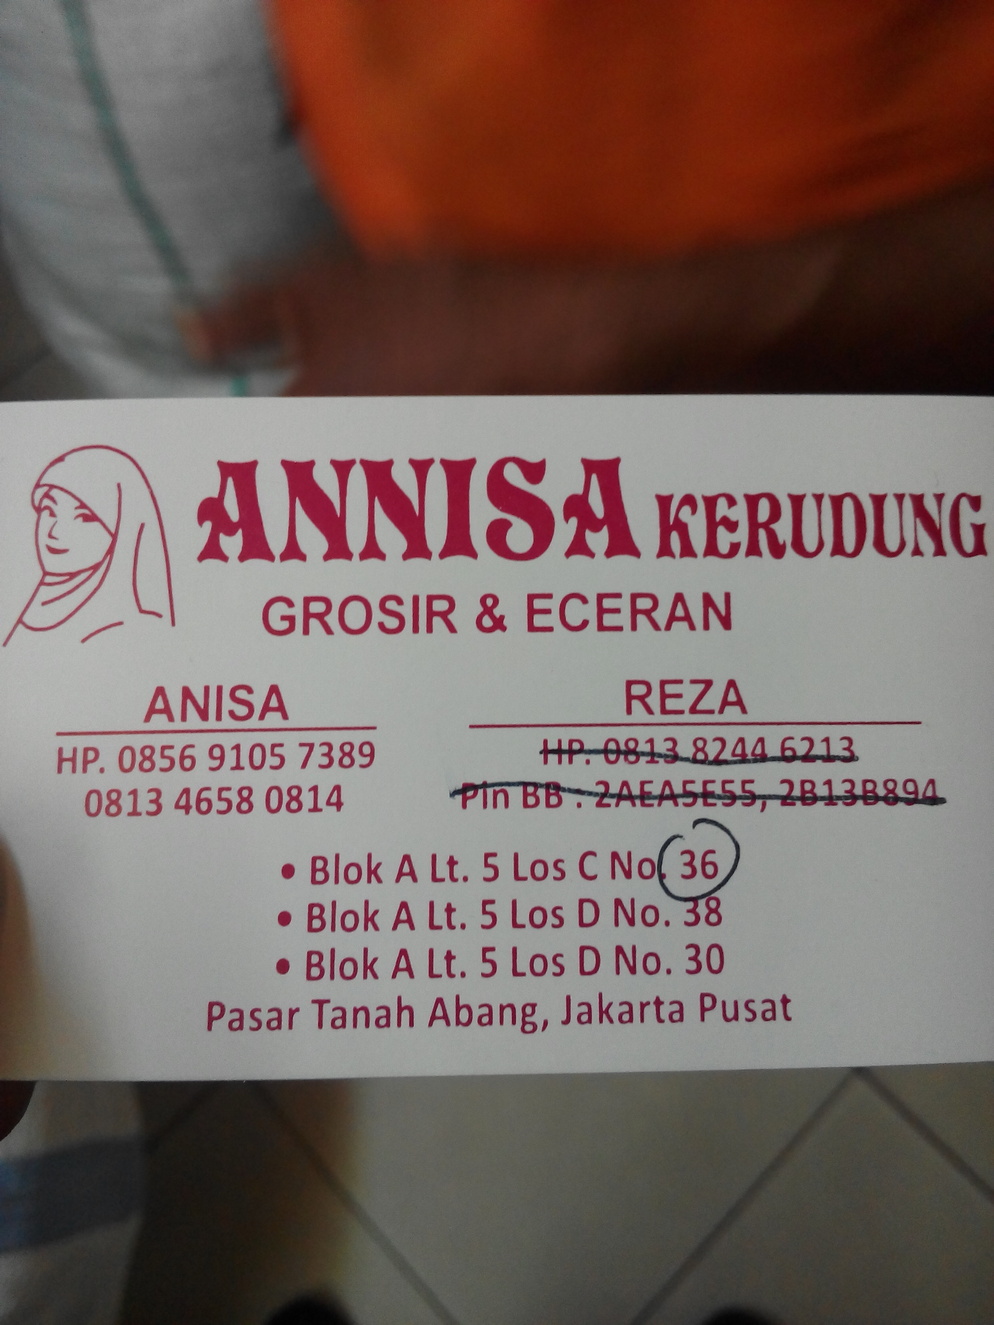 ANNISA KERUDUNG
GROSIR & ECERAN
ANISA
HP. 0856 9105 7389
0813 4658 0814
REZA
HP. 0813 8244 6213
Pin BB : 2AEA5E55, 2B13B894
• Blok A Lt. 5 Los C No. 36
• Blok A Lt. 5 Los D No. 38
• Blok A Lt. 5 Los D No. 30
Pasar Tanah Abang, Jakarta Pusat